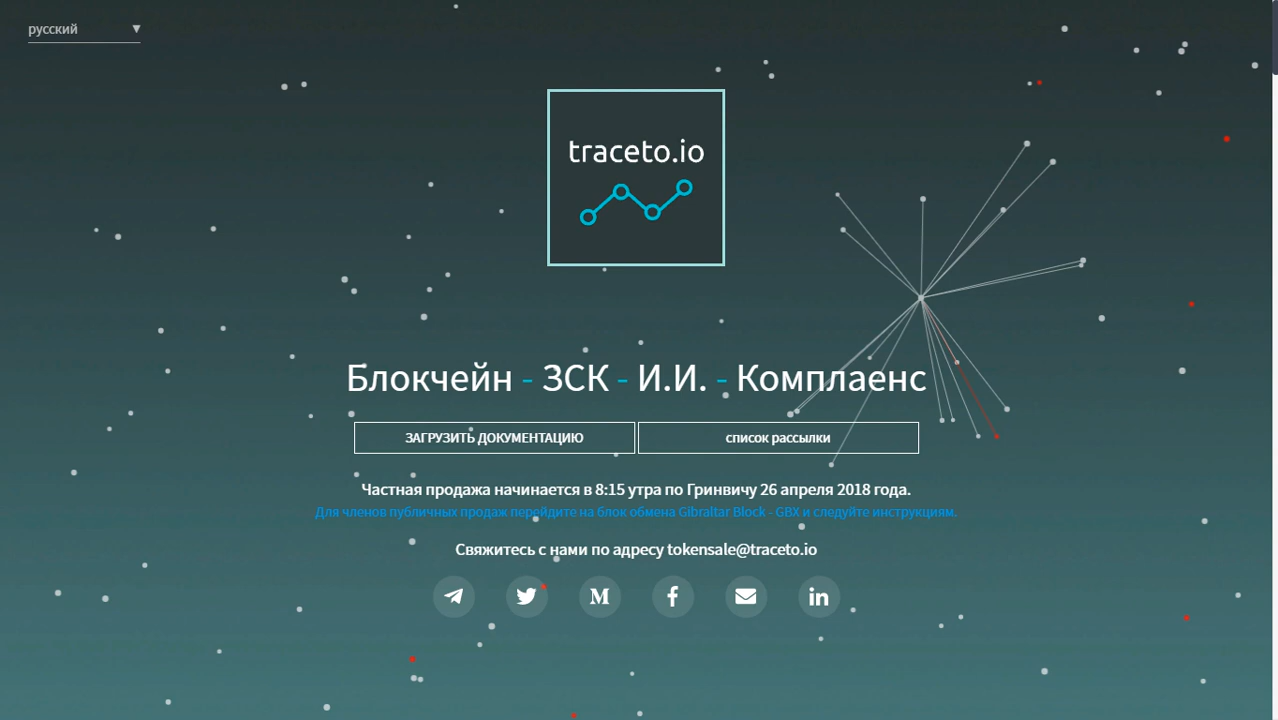 русский ▼
traceto.io
Блокчейн - ЗСК - И.И. - Комплаенс
ЗАГРУЗИТЬ ДОКУМЕНТАЦИЮ
список рассылки
Частная продажа начинается в 8:15 утра по Гринвичу 26 апреля 2018 года.
Для членов публичных продаж перейдите на блок обмена Gibraltar Block - GBX и следуйте инструкциям.
Свяжитесь с нами по адресу tokensale@traceto.io